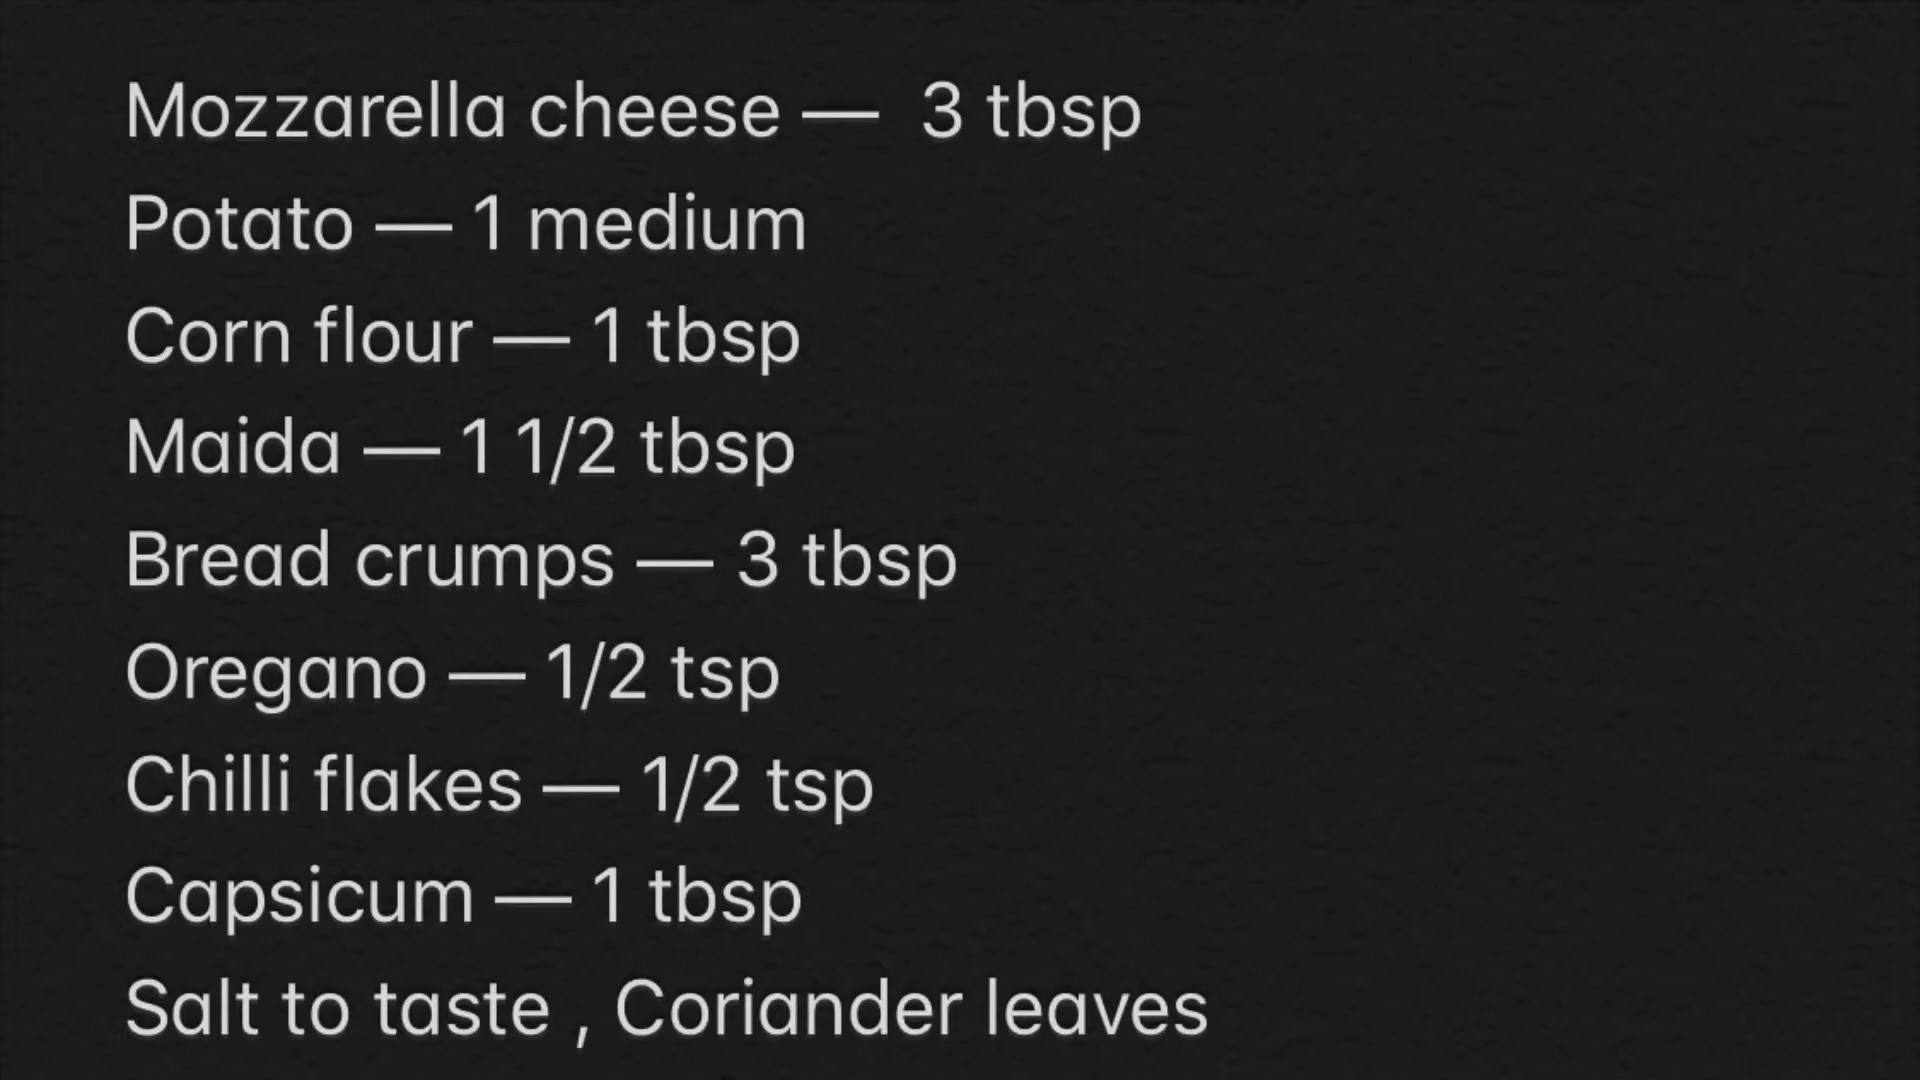 Mozzarella cheese —  3 tbsp
Potato — 1 medium
Corn flour — 1 tbsp
Maida — 1 1/2 tbsp
Bread crumps — 3 tbsp
Oregano — 1/2 tsp
Chilli flakes — 1/2 tsp
Capsicum — 1 tbsp
Salt to taste , Coriander leaves